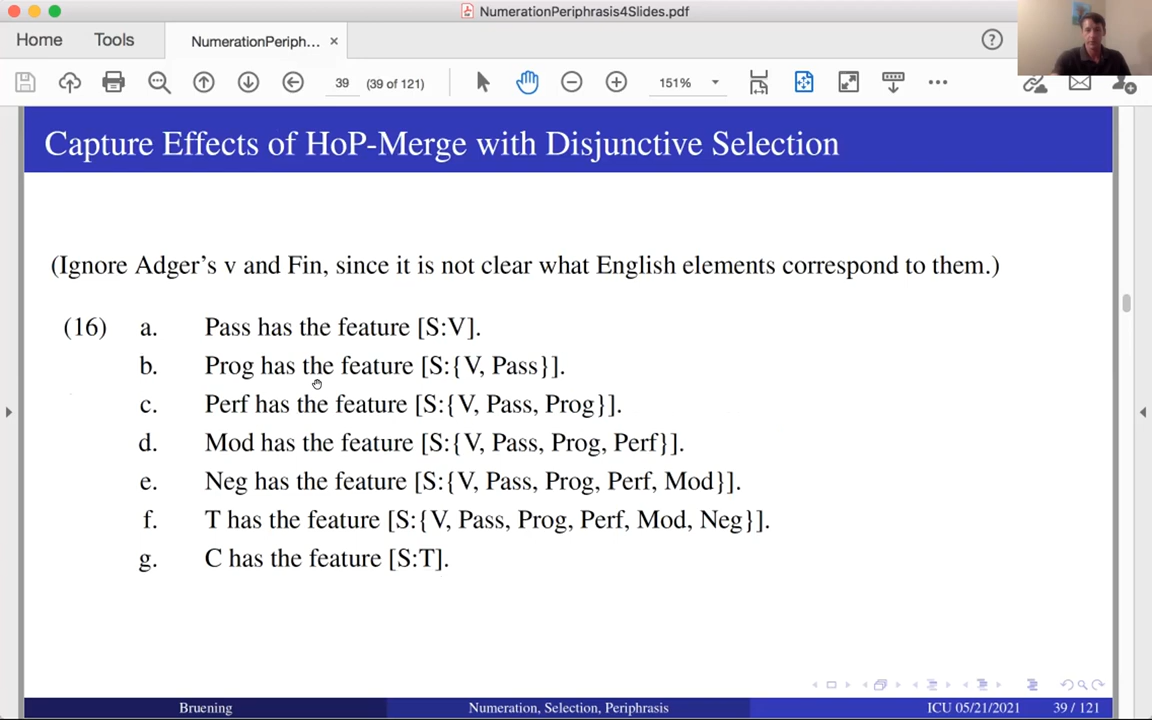 NumerationPeriphrasis4Slides.pdf
Home Tools NumerationPeriph... ×
39 (39 of 121) 151%
Capture Effects of HoP-Merge with Disjunctive Selection
(Ignore Adger's v and Fin, since it is not clear what English elements correspond to them.)
(16) a. Pass has the feature [S:V].
b. Prog has the feature [S:{V, Pass}].
c. Perf has the feature [S:{V, Pass, Prog}].
d. Mod has the feature [S:{V, Pass, Prog, Perf}].
e. Neg has the feature [S:{V, Pass, Prog, Perf, Mod}].
f. T has the feature [S:{V, Pass, Prog, Perf, Mod, Neg}].
g. C has the feature [S:T].
Bruening Numeration, Selection, Periphrasis ICU 05/21/2021 39 / 121